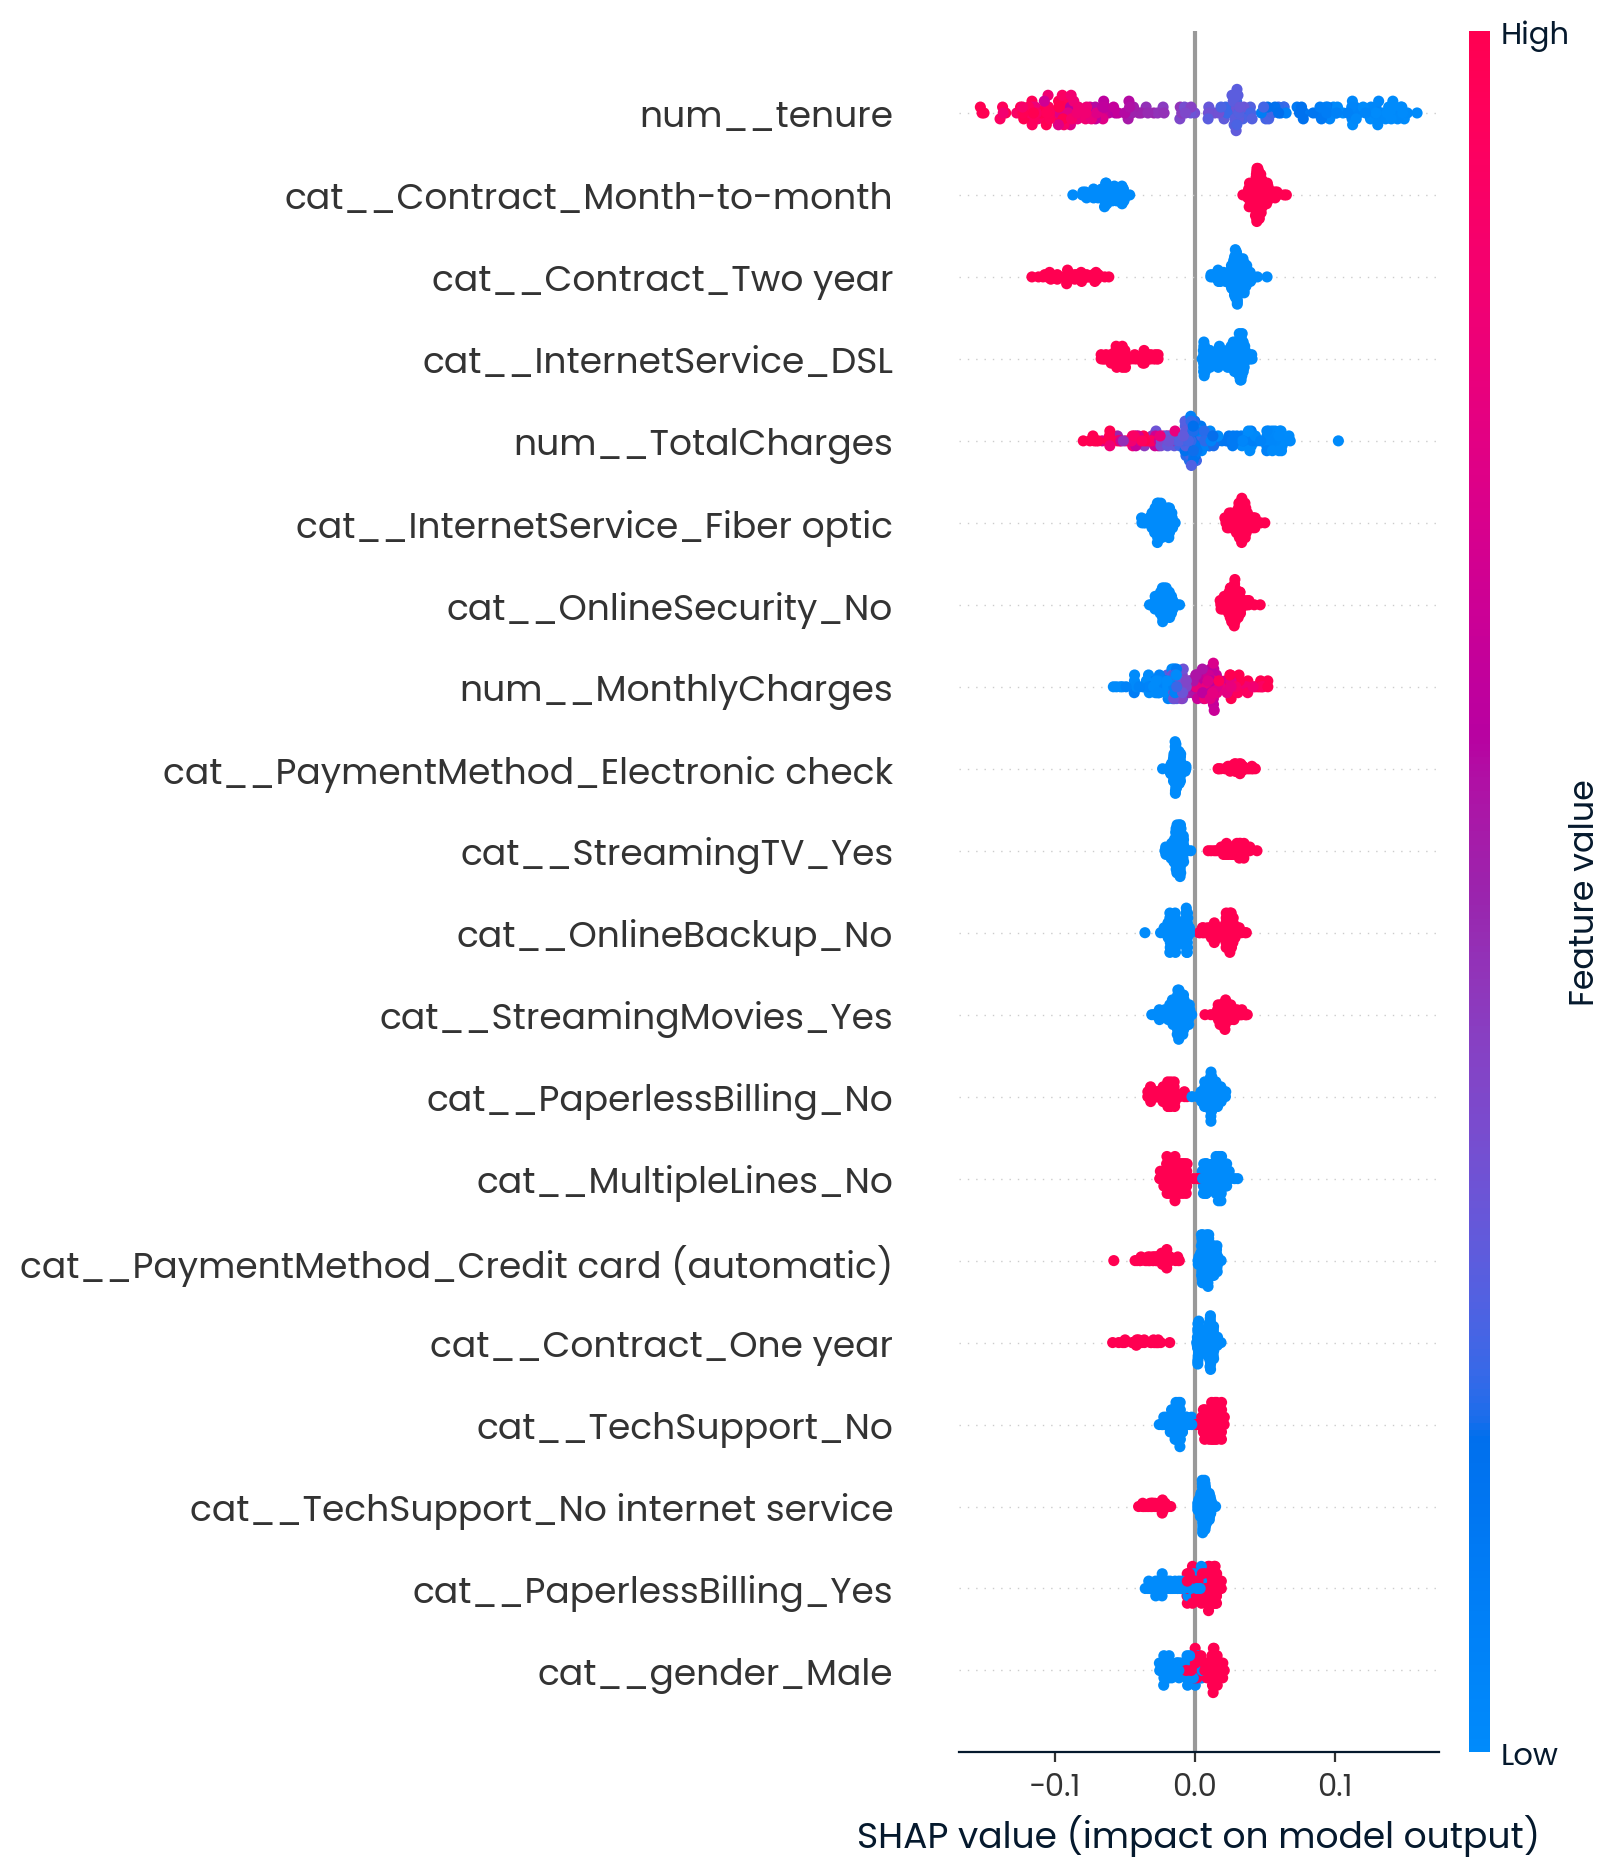 High
num__tenure
cat__Contract_Month-to-month
cat__Contract_Two year
cat__InternetService_DSL
num__TotalCharges
cat__InternetService_Fiber optic
cat__OnlineSecurity_No
num__MonthlyCharges
cat__PaymentMethod_Electronic check
cat__StreamingTV_Yes
cat__OnlineBackup_No
cat__StreamingMovies_Yes
cat__PaperlessBilling_No
cat__MultipleLines_No
cat__PaymentMethod_Credit card (automatic)
cat__Contract_One year
cat__TechSupport_No
cat__TechSupport_No internet service
cat__PaperlessBilling_Yes
cat__gender_Male
Feature value
Low
−0.1 0.0 0.1
SHAP value (impact on model output)